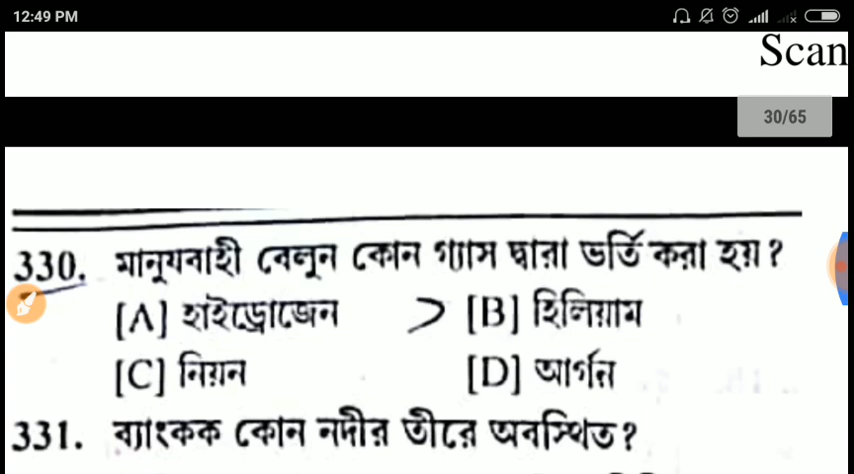 12:49 PM
Scan
30/65
330. মানুষবাহী বেলুন কোন গ্যাস দ্বারা ভর্তি করা হয়?
[A] হাইড্রোজেন [B] হিলিয়াম
[C] নিয়ন [D] আর্গন
331. ব্যাংকক কোন নদীর তীরে অবস্থিত?